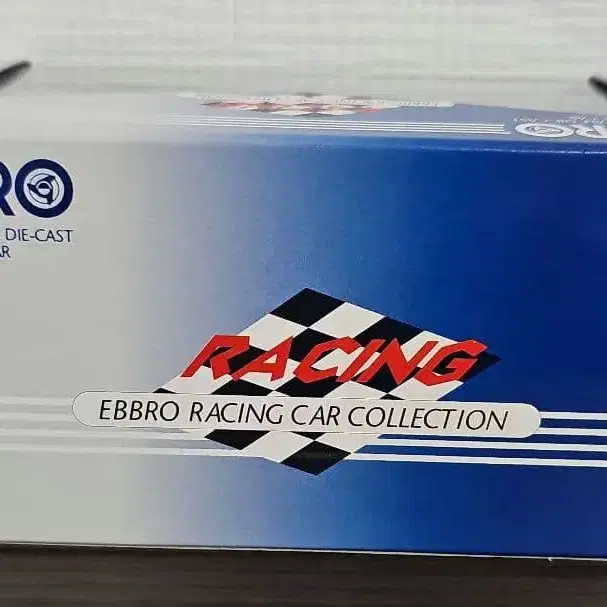 RO
RO
DIE-CAST
AR
RACING
EBBRO RACING CAR COLLECTION